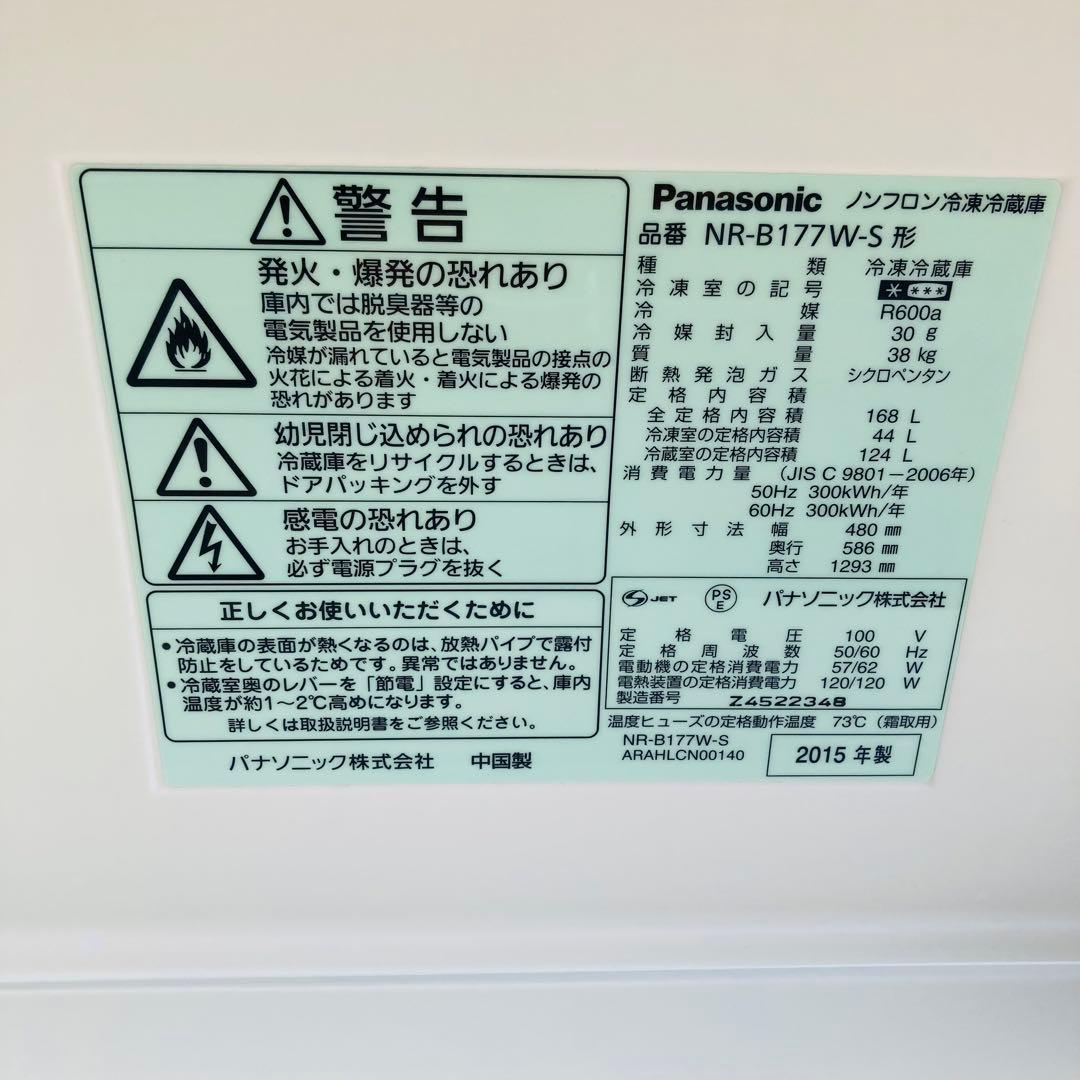 警告
発火・爆発の恐れあり
庫内では脱臭器等の
電気製品を使用しない
冷媒が漏れていると電気製品の接点の
火花による着火・着火による爆発の
恐れがあります
幼児閉じ込められの恐れあり
冷蔵庫をリサイクルするときは、
ドアパッキングを外す
感電の恐れあり
お手入れのときは、
必ず電源プラグを抜く
正しくお使いいただくために
•冷蔵庫の表面が熱くなるのは、放熱パイプで露付
防止をしているためです。異常ではありません。
•冷蔵室奥のレバーを「節電」設定にすると、庫内
温度が約1〜2℃高めになります。
詳しくは取扱説明書をご参照ください。
パナソニック株式会社 中国製
Panasonic ノンフロン冷凍冷蔵庫
品番 NR-B177W-S 形
種類 冷凍冷蔵庫
冷凍室の記号 * ***
冷媒 R600a
冷媒封入量 30 g
質量 38 kg
断熱発泡ガス シクロペンタン
定格内容積
全定格内容積 168 L
冷凍室の定格内容積 44 L
冷蔵室の定格内容積 124 L
消費電力量 (JIS C 9801−2006年)
50Hz 300kWh/年
60Hz 300kWh/年
外形寸法 幅 480 mm
奥行 586 mm
高さ 1293 mm
S JET PS E パナソニック株式会社
定格電圧 100 V
定格周波数 50/60 Hz
電動機の定格消費電力 57/62 W
電熱装置の定格消費電力 120/120 W
製造番号 Z4522348
温度ヒューズの定格動作温度 73℃(霜取用)
NR-B177W-S
ARAHLCN00140
2015 年製